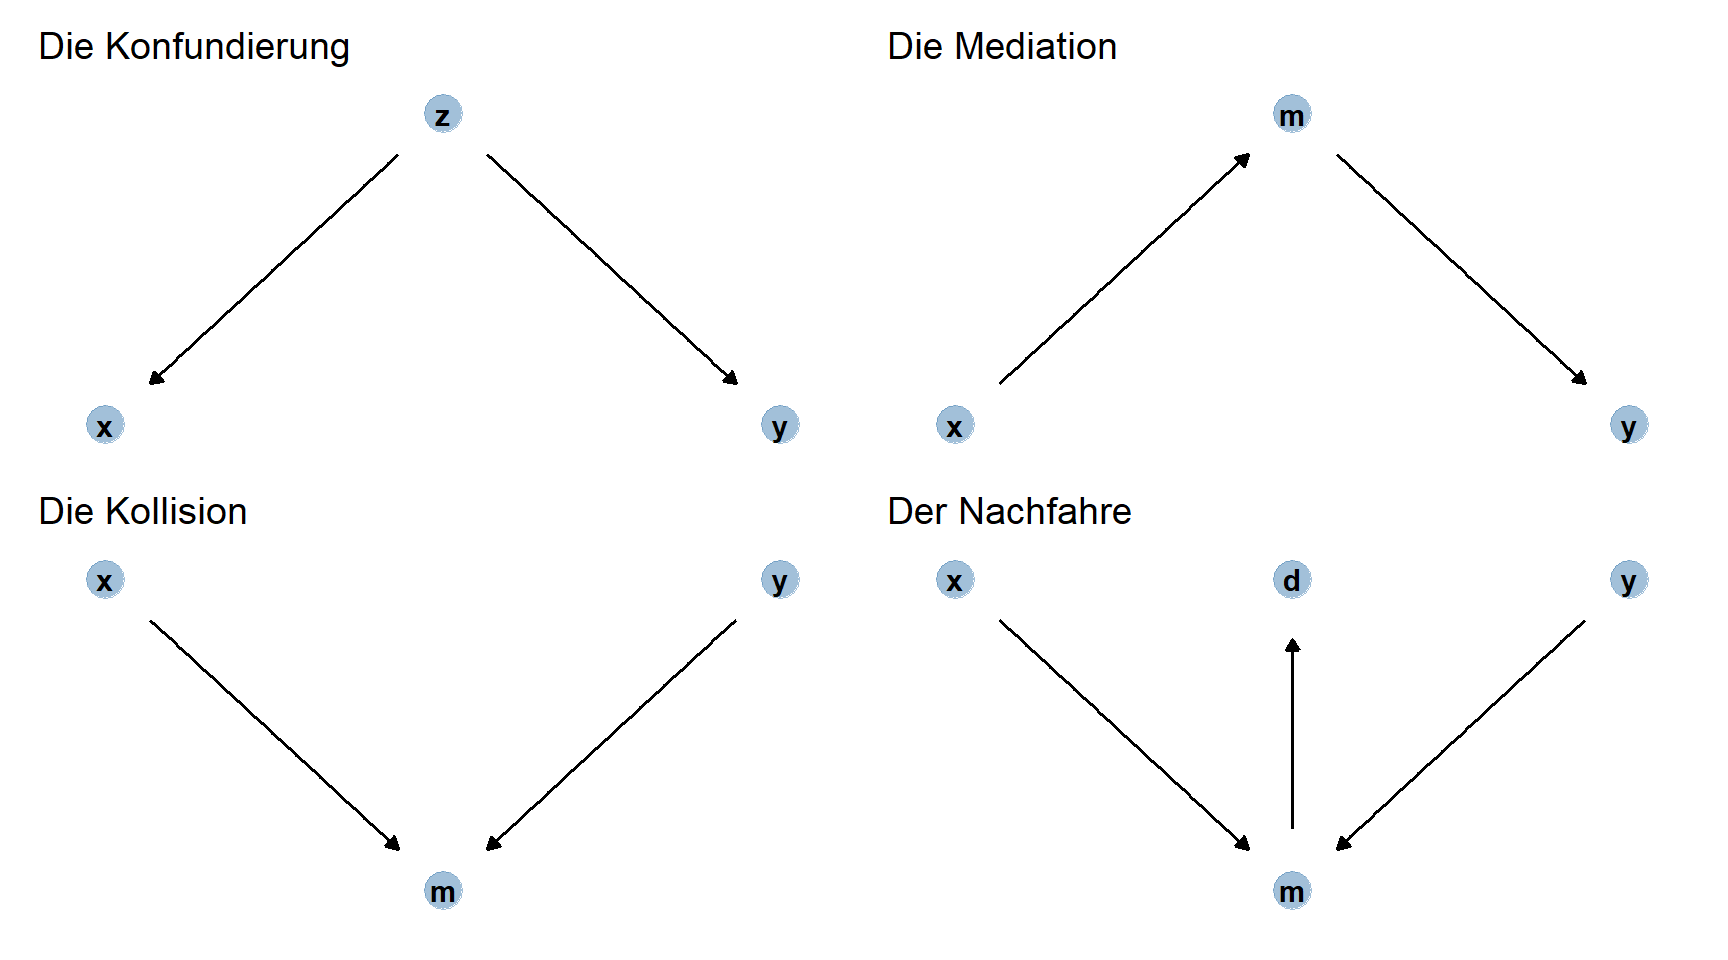 Die Konfundierung
z
x
y
Die Mediation
m
x
y
Die Kollision
x
y
m
Der Nachfahre
x
d
y
m